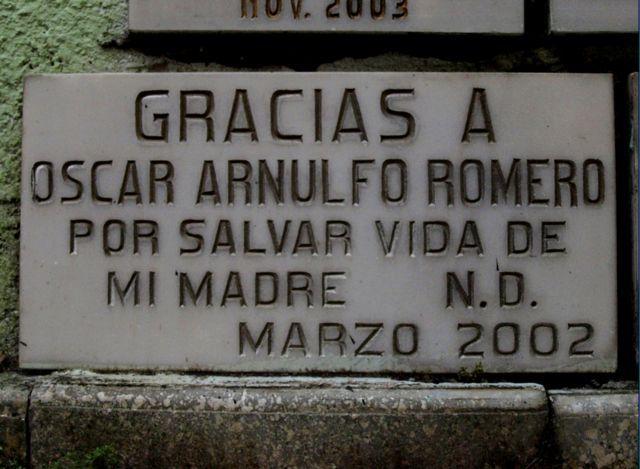 NOV. 2003
GRACIAS A
OSCAR ARNULFO ROMERO
POR SALVAR VIDA DE
MI MADRE N.D.
MARZO 2002